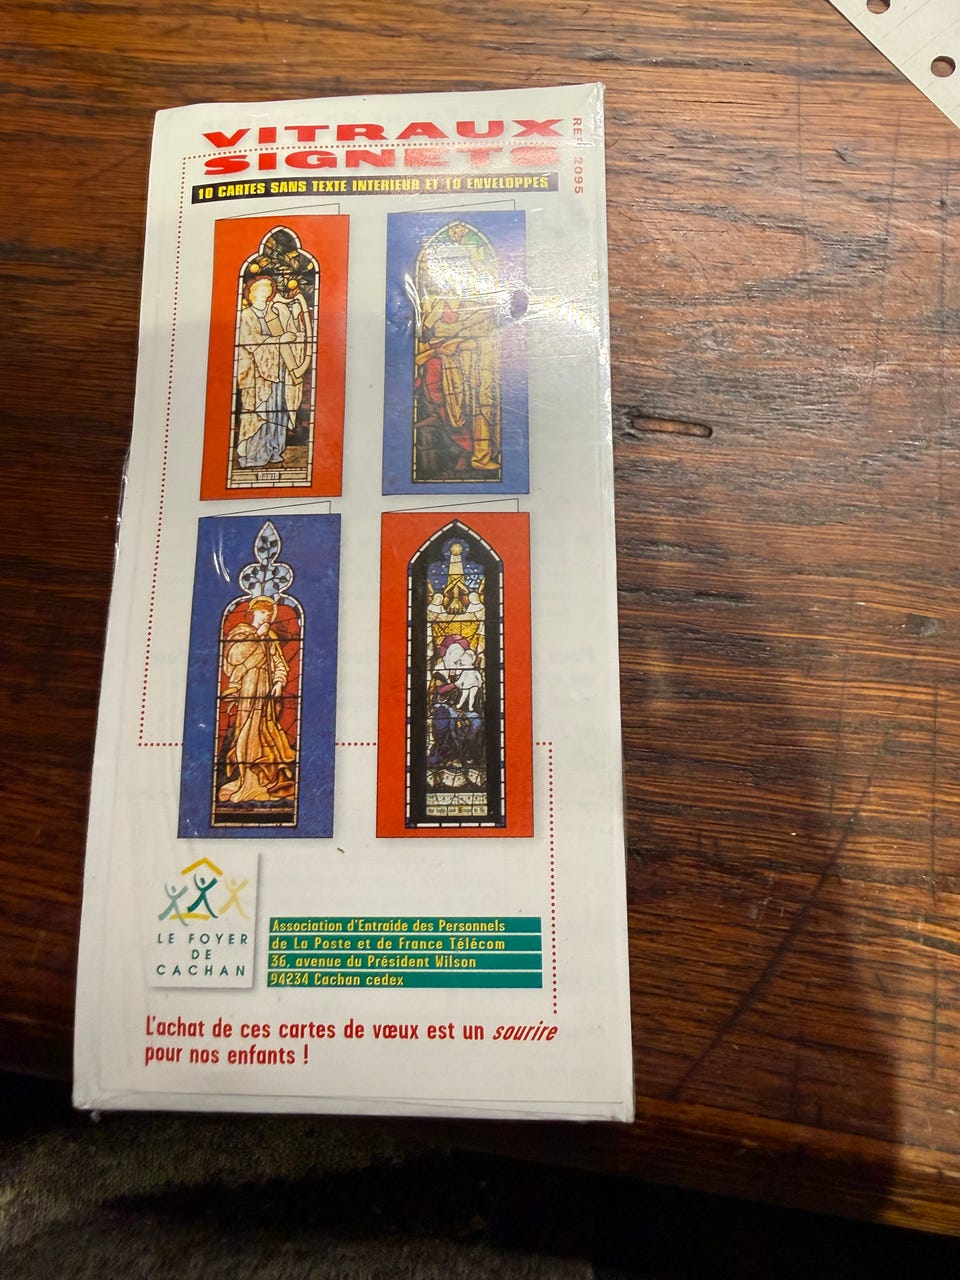 VITRAUX
SIGNETS
REF. 2095
10 CARTES SANS TEXTE INTERIEUR ET 10 ENVELOPPES
DAVID
LE FOYER
DE
CACHAN
Association d'Entraide des Personnels
de La Poste et de France Télécom
36, avenue du Président Wilson
94234 Cachan cedex
L'achat de ces cartes de vœux est un sourire
pour nos enfants !